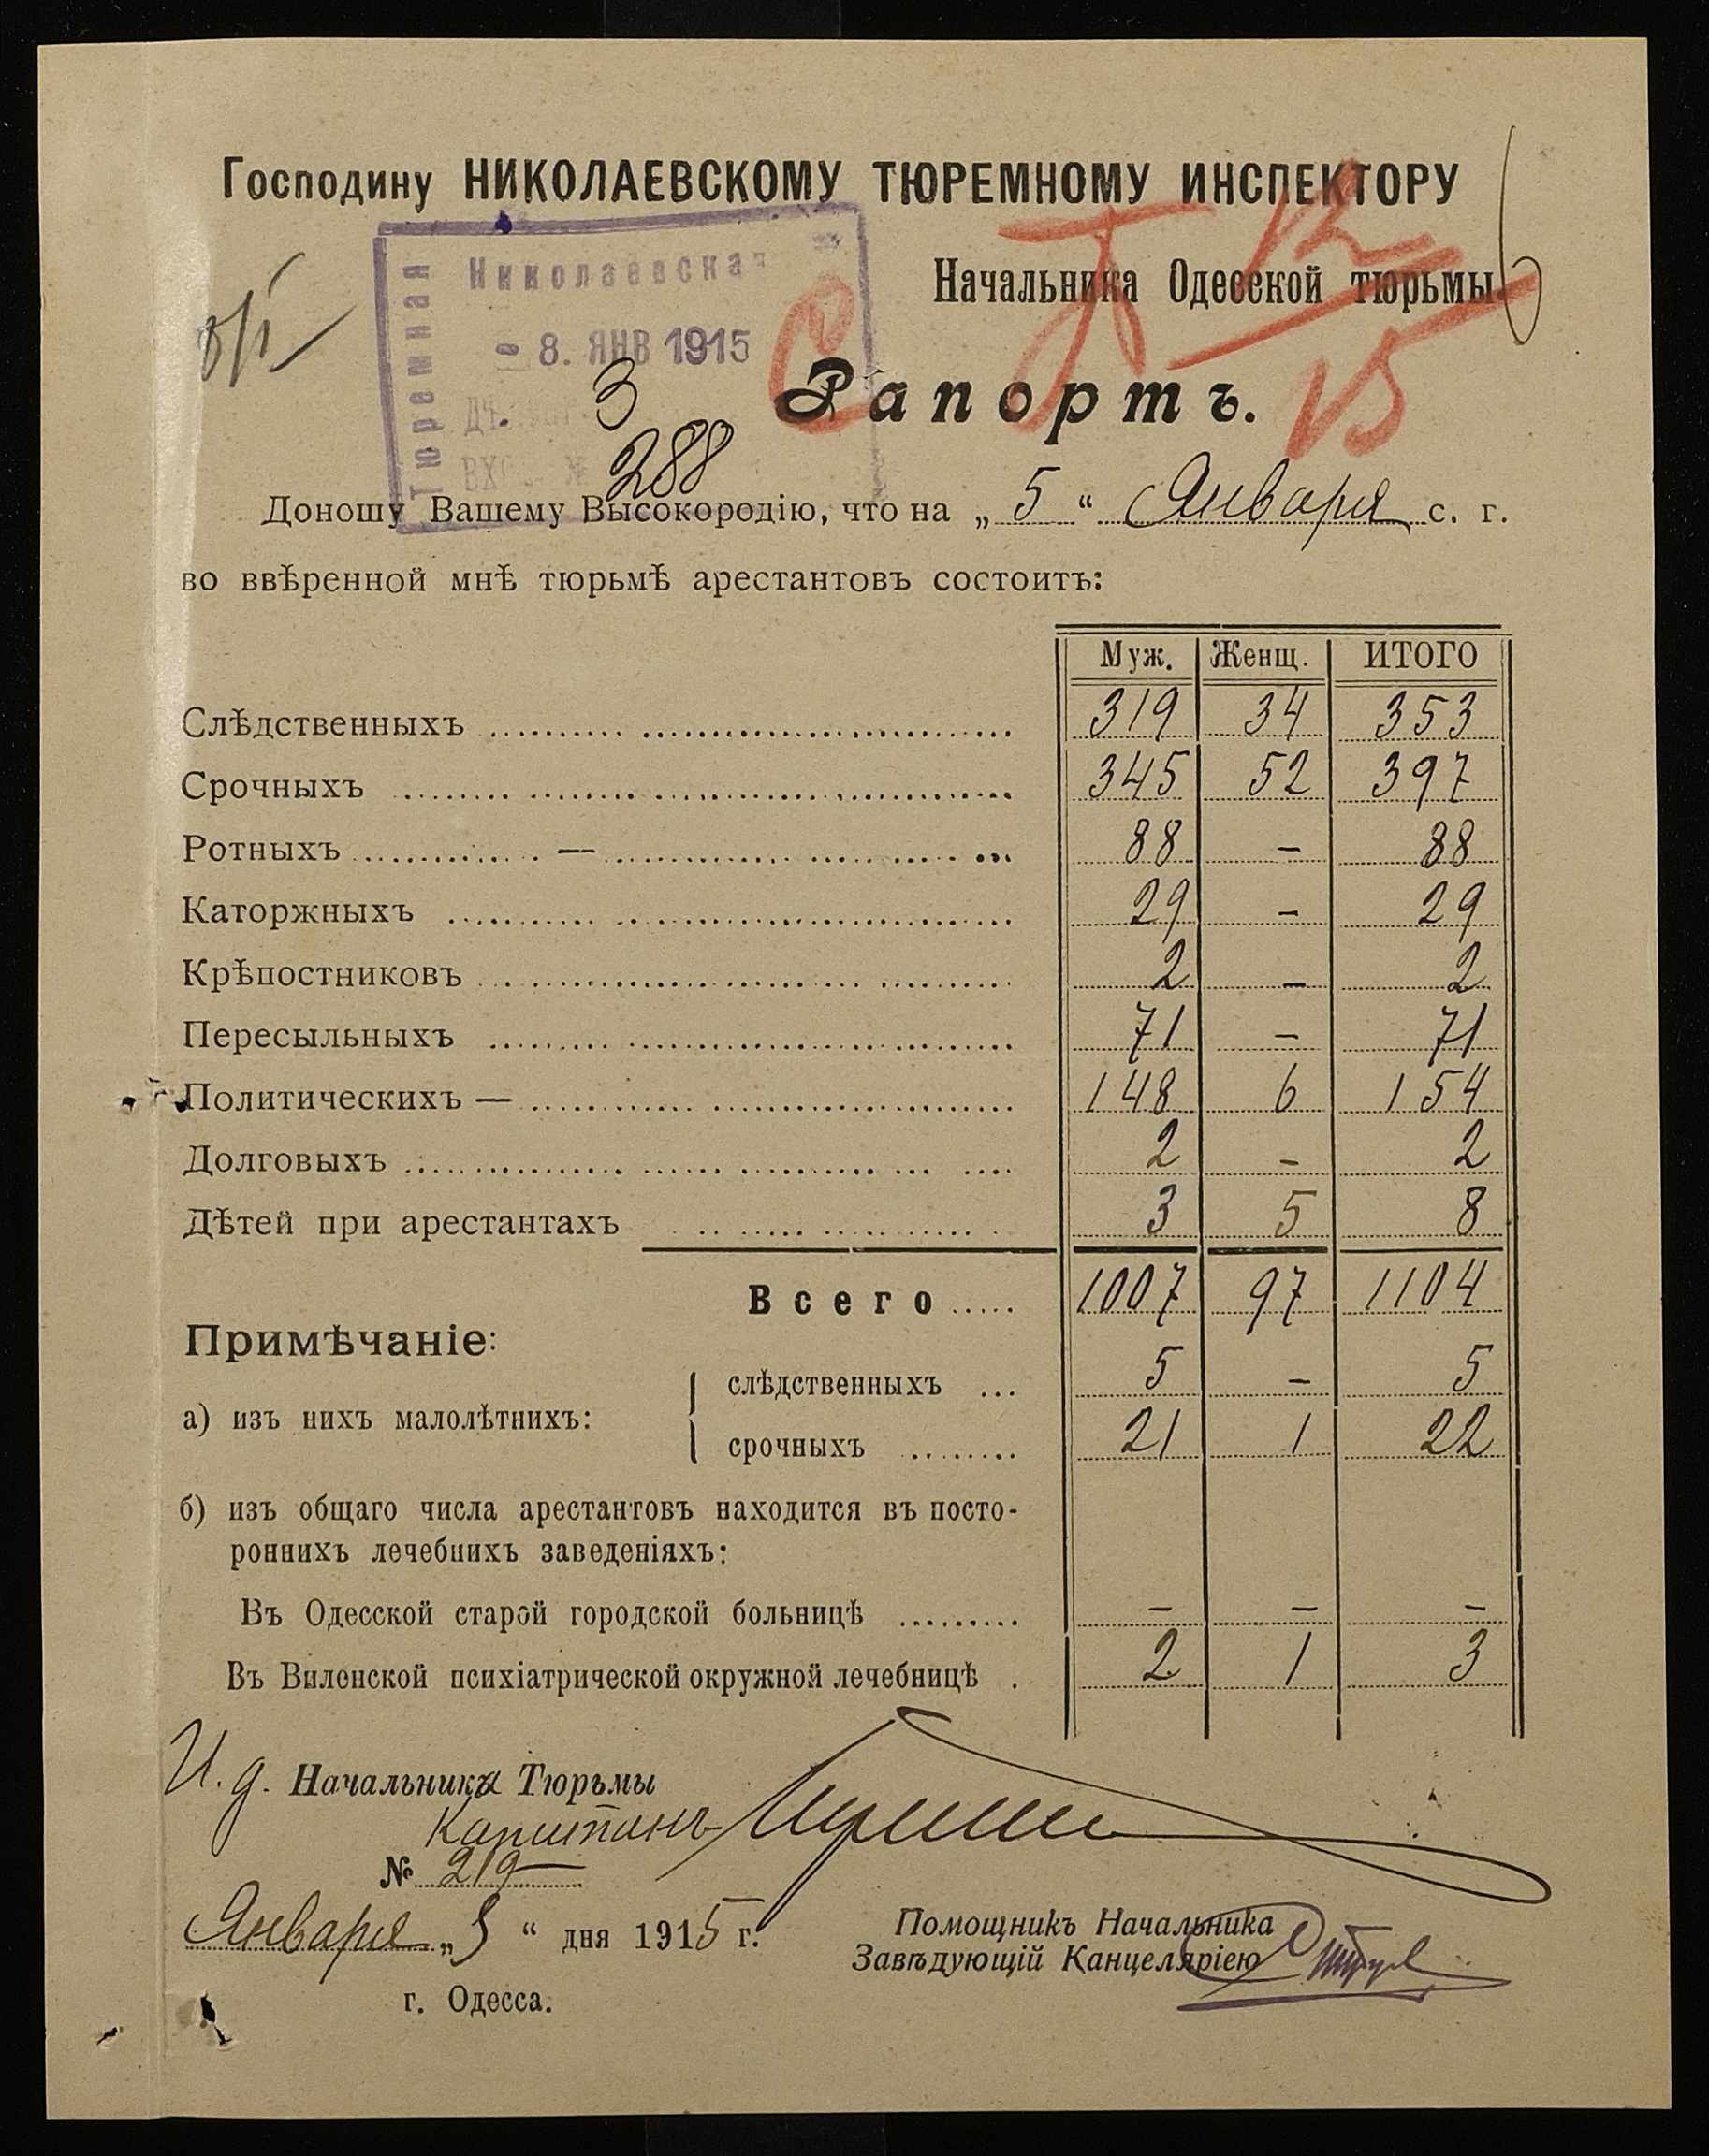 Господину НИКОЛАЕВСКОМУ ТЮРЕМНОМУ ИНСПЕКТОРУ
Начальника Одесской тюрьмы.
Николаевская
Тюремная
8. ЯНВ 1915
3
288
15
Рапортъ.
Доношу Вашему Высокородію, что на „ 5 “ Января с. г.
во ввѣренной мнѣ тюрьмѣ арестантовъ состоитъ:
Муж. Женщ. ИТОГО
Слѣдственныхъ 319 34 353
Срочныхъ 345 52 397
Ротныхъ — 88 – 88
Каторжныхъ 29 – 29
Крѣпостниковъ 2 – 2
Пересыльныхъ 71 – 71
Политическихъ — 148 6 154
Долговыхъ 2 – 2
Дѣтей при арестантахъ 3 5 8
Всего 1007 97 1104
Примѣчаніе:
а) изъ нихъ малолѣтнихъ:
слѣдственныхъ 5 – 5
срочныхъ 21 1 22
б) изъ общаго числа арестантовъ находится въ посто-
роннихъ лечебнихъ заведеніяхъ:
Въ Одесской старой городской больницѣ – – –
Въ Виленской психіатрической окружной лечебницѣ 2 1 3
И. д. Начальника Тюрьмы
Капитанъ
№ 219
Января „ 5 “ дня 1915 г.
г. Одесса.
Помощникъ Начальника
Завѣдующій Канцеляріею